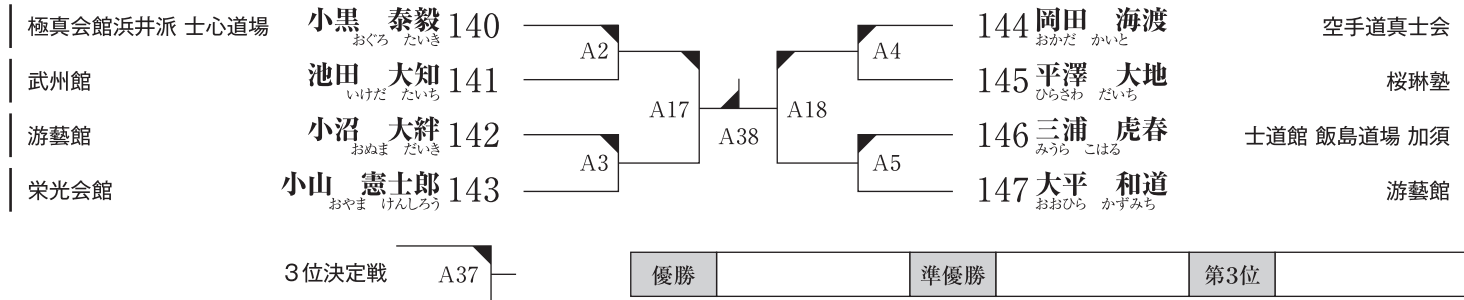 極真会館浜井派 士心道場 小黒 泰毅 140
おぐろ たいき
武州館 池田 大知 141
いけだ たいち
游藝館 小沼 大絆 142
おぬま だいき
栄光会館 小山 憲士郎 143
おやま けんしろう
A2
A3
A17
A38
A18
A4
A5
144 岡田 海渡 空手道真士会
おかだ かいと
145 平澤 大地 桜琳塾
ひらさわ だいち
146 三浦 虎春 士道館 飯島道場 加須
みうら こはる
147 大平 和道 游藝館
おおひら かずみち
3位決定戦 A37
優勝 準優勝 第3位